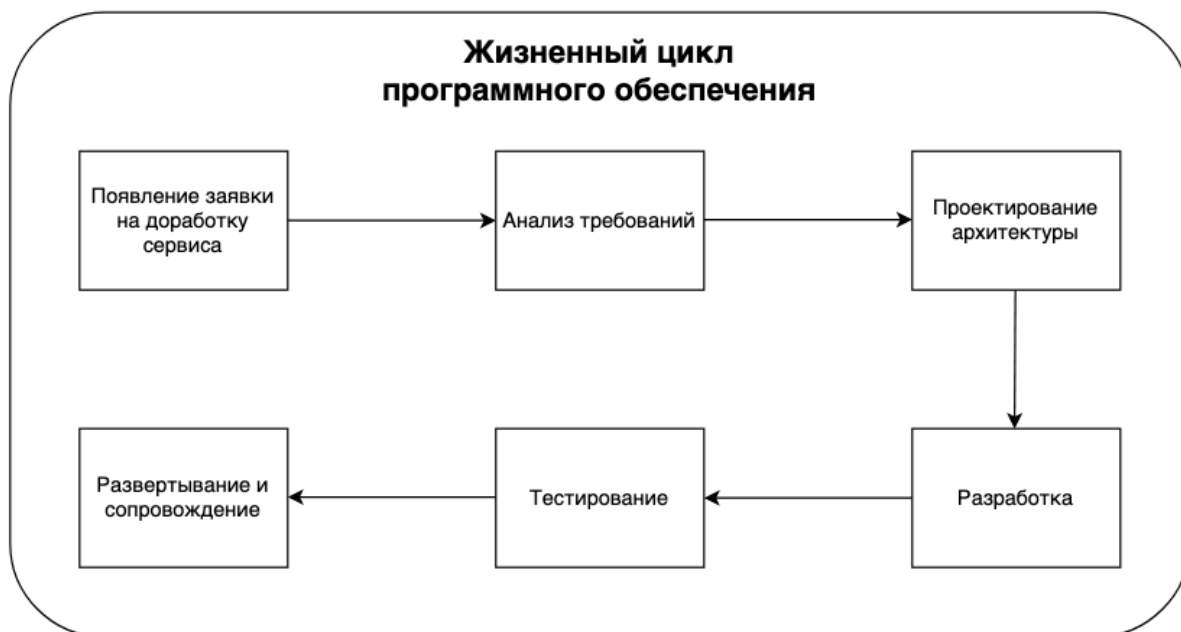 Жизненный цикл
программного обеспечения
Появление заявки
на доработку
сервиса
Анализ требований
Проектирование
архитектуры
Разработка
Тестирование
Развертывание и
сопровождение